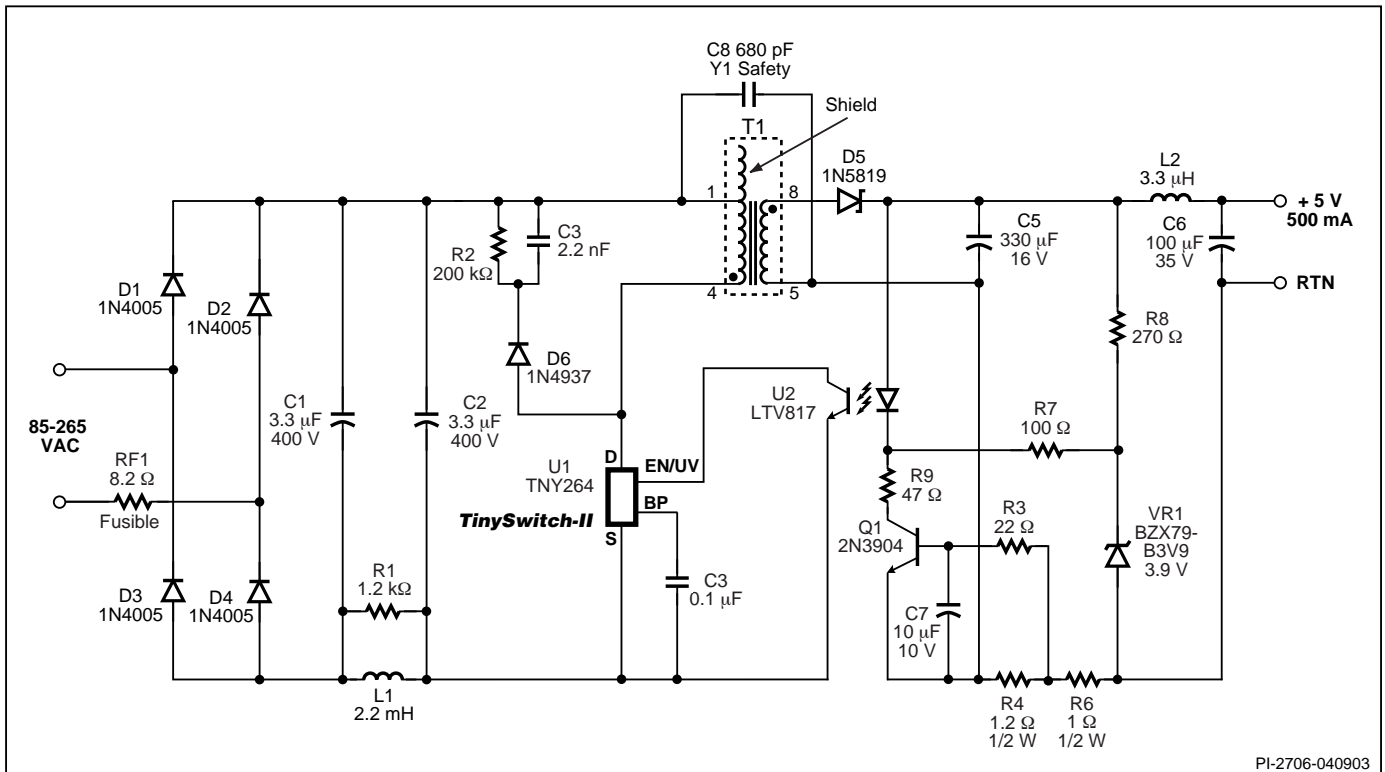 C8 680 pF
Y1 Safety
Shield
T1
D5
1N5819
L2
3.3 μH
1
8
+ 5 V
500 mA
C5
330 μF
16 V
C6
100 μF
35 V
R2
200 kΩ
C3
2.2 nF
4
5
RTN
D1
1N4005
D2
1N4005
R8
270 Ω
D6
1N4937
U2
LTV817
C1
3.3 μF
400 V
C2
3.3 μF
400 V
85-265
VAC
R7
100 Ω
RF1
8.2 Ω
Fusible
D
EN/UV
U1
TNY264
BP
TinySwitch-II
S
R9
47 Ω
Q1
2N3904
R3
22 Ω
VR1
BZX79-
B3V9
3.9 V
D3
1N4005
D4
1N4005
R1
1.2 kΩ
C3
0.1 μF
C7
10 μF
10 V
L1
2.2 mH
R4
1.2 Ω
1/2 W
R6
1 Ω
1/2 W
PI-2706-040903